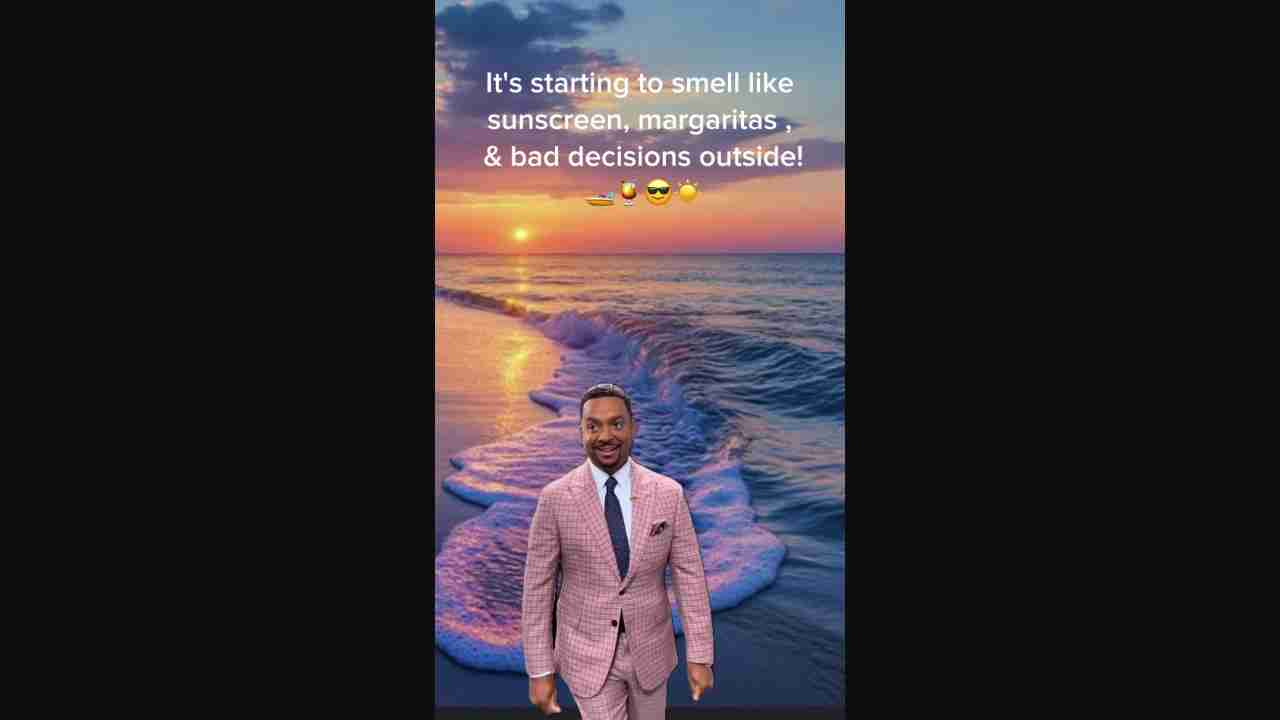 It's starting to smell like
sunscreen, margaritas ,
& bad decisions outside!
🚤🍹😎☀️